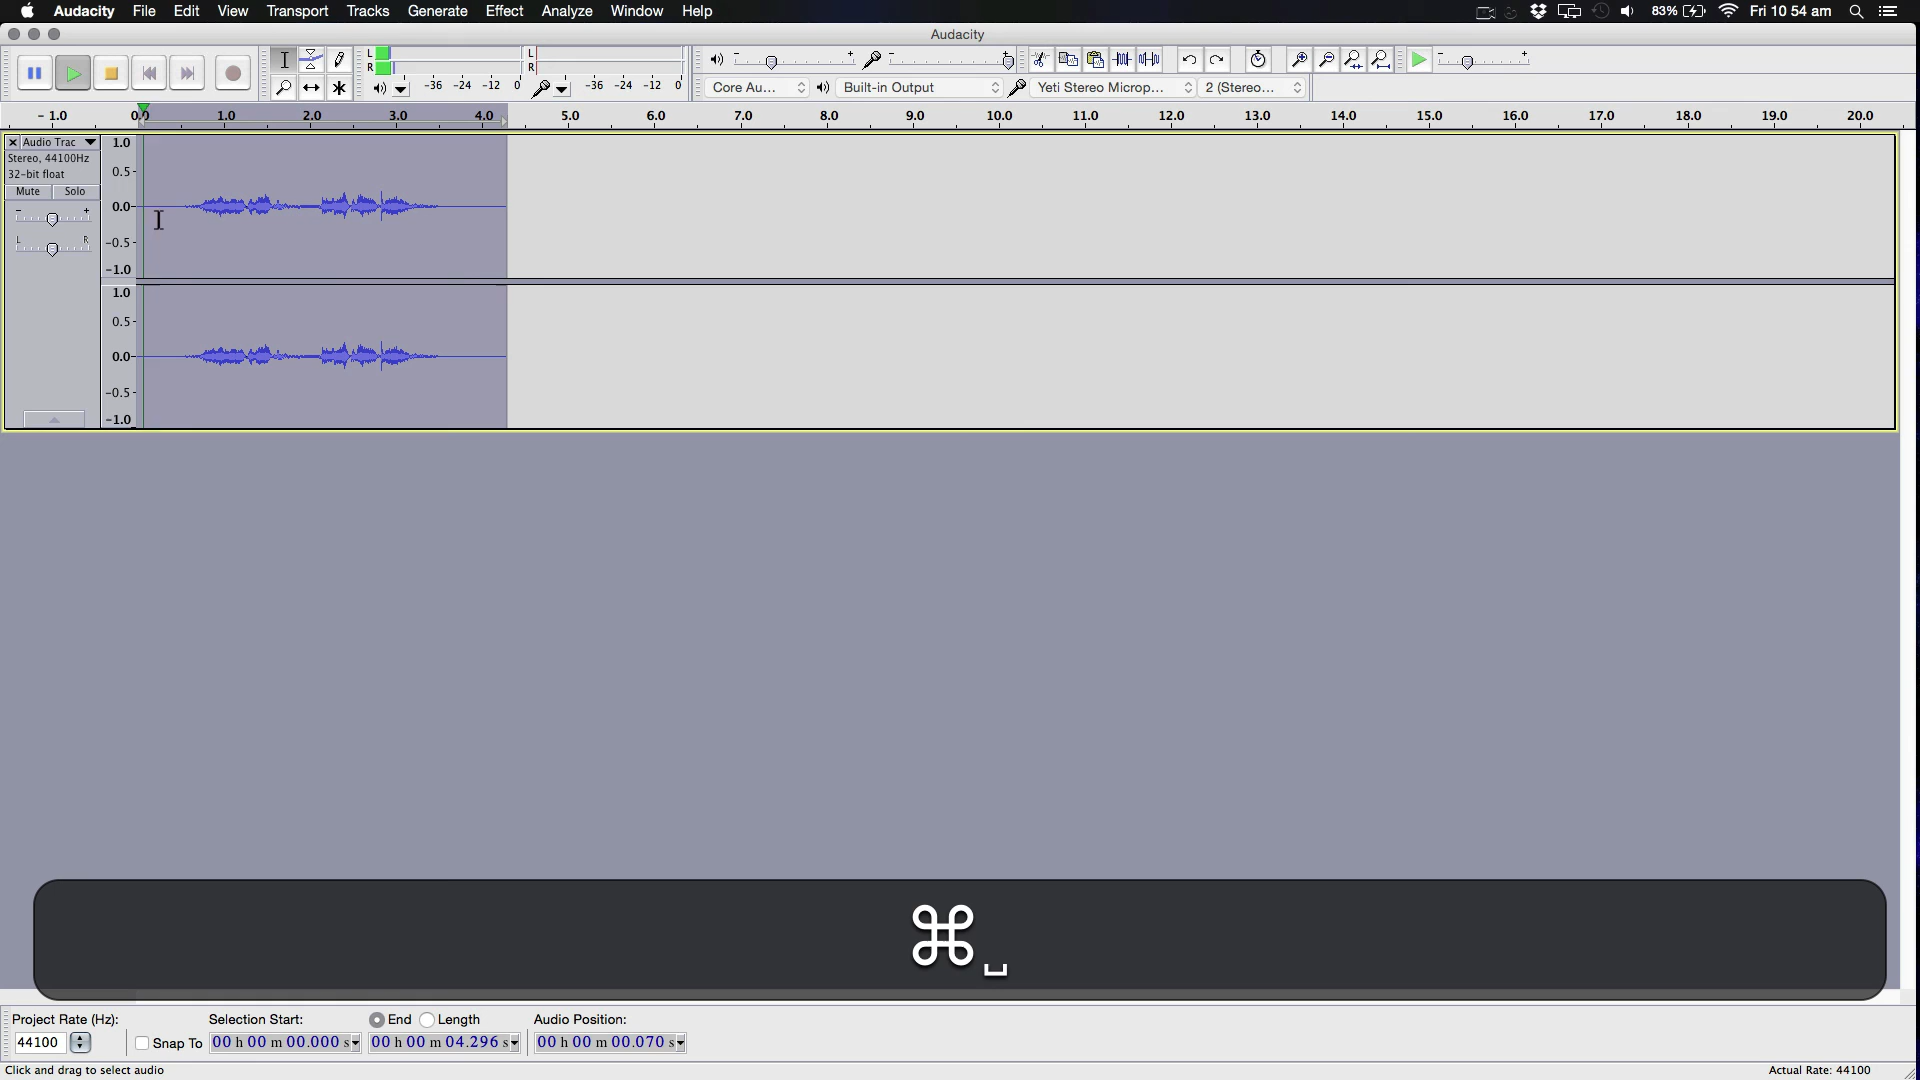 Audacity File Edit View Transport Tracks Generate Effect Analyze Window Help 83% Fri 10 54 am
Audacity
L R -36 -24 -12 0 L R -36 -24 -12 0
Core Au... Built-in Output Yeti Stereo Microp... 2 (Stereo...
- 1.0 0.0 1.0 2.0 3.0 4.0 5.0 6.0 7.0 8.0 9.0 10.0 11.0 12.0 13.0 14.0 15.0 16.0 17.0 18.0 19.0 20.0
Audio Trac
Stereo, 44100Hz
32-bit float
Mute Solo
- +
L R
1.0
0.5-
0.0-
-0.5-
-1.0
1.0
0.5-
0.0-
-0.5-
-1.0
⌘␣
Project Rate (Hz): Selection Start: End Length Audio Position:
44100 Snap To 00 h 00 m 00.000 s 00 h 00 m 04.296 s 00 h 00 m 00.070 s
Click and drag to select audio Actual Rate: 44100